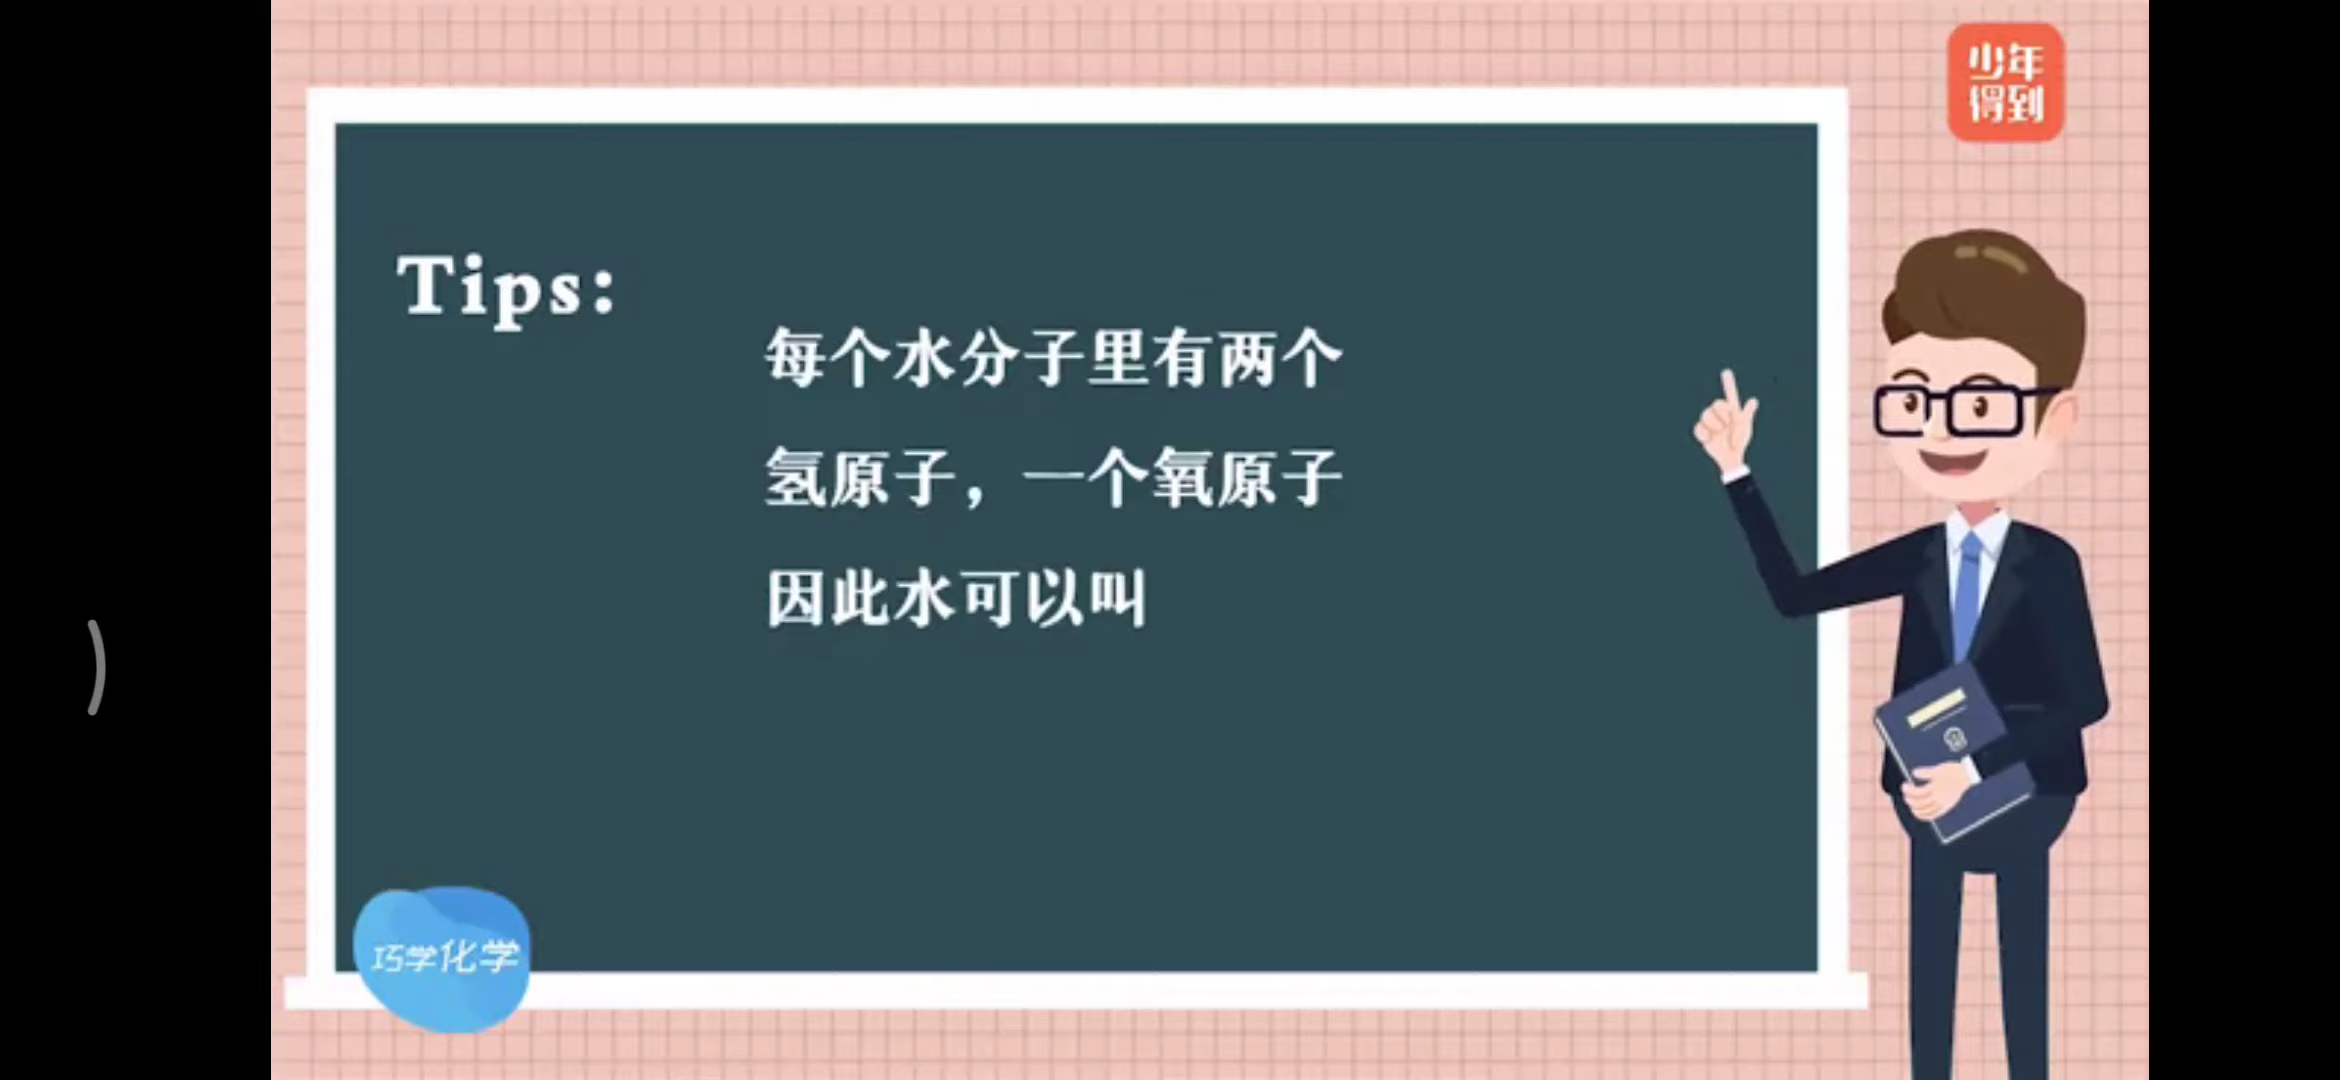 少年
得到
Tips:
每个水分子里有两个
氢原子，一个氧原子
因此水可以叫
巧学化学